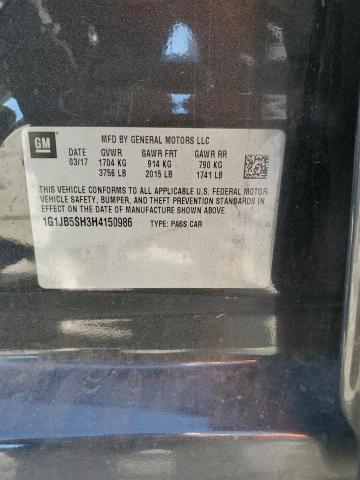 GM
MFD BY GENERAL MOTORS LLC
DATE GVWR GAWR FRT GAWR RR
03/17 1704 KG 914 KG 790 KG
3756 LB 2015 LB 1741 LB
THIS VEHICLE CONFORMS TO ALL APPLICABLE U.S. FEDERAL MOTOR
VEHICLE SAFETY, BUMPER, AND THEFT PREVENTION STANDARDS IN
EFFECT ON THE DATE OF MANUFACTURE SHOWN ABOVE.
1G1JB5SH3H4150986 TYPE: PASS CAR